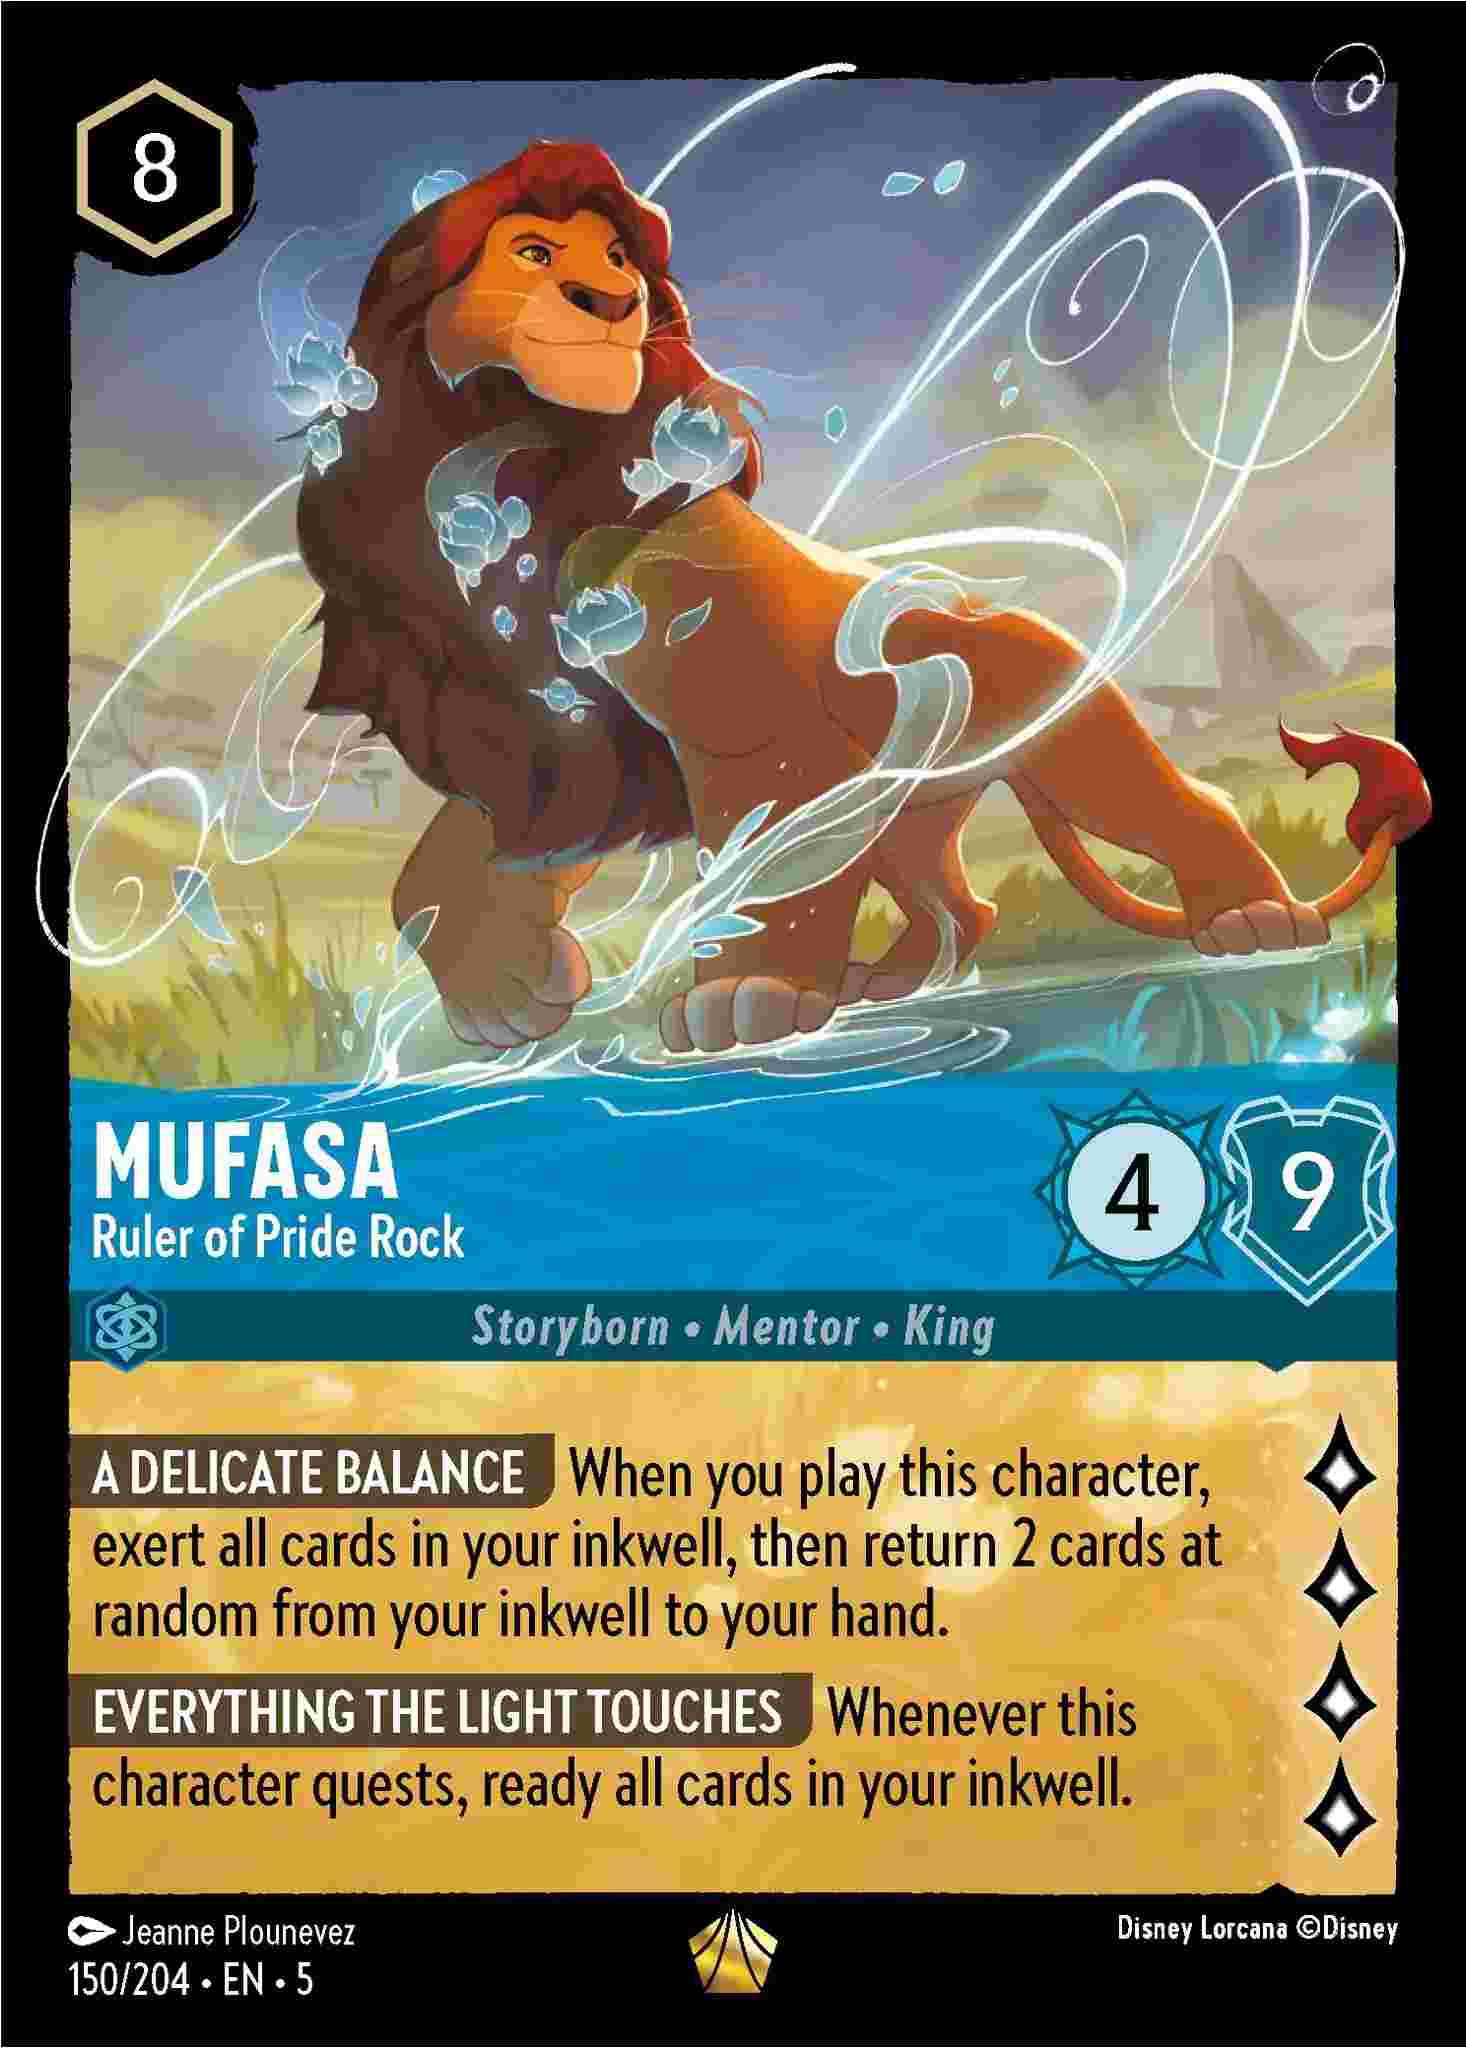 8
MUFASA
Ruler of Pride Rock
4
9
Storyborn • Mentor • King
A DELICATE BALANCE When you play this character,
exert all cards in your inkwell, then return 2 cards at
random from your inkwell to your hand.
EVERYTHING THE LIGHT TOUCHES Whenever this
character quests, ready all cards in your inkwell.
Jeanne Plounevez
Disney Lorcana ©Disney
150/204 • EN • 5